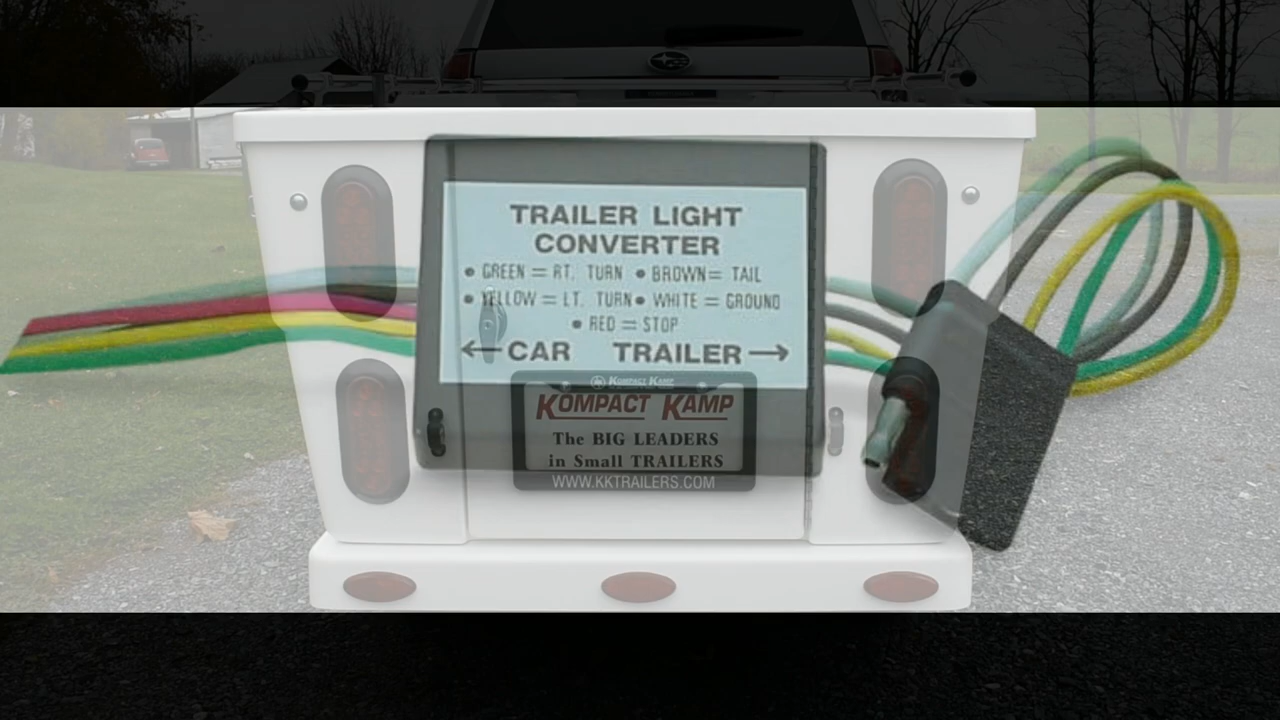 TRAILER LIGHT
CONVERTER
• GREEN = RT. TURN • BROWN= TAIL
• YELLOW = LT. TURN • WHITE = GROUND
• RED = STOP
←CAR TRAILER→
KOMPACT KAMP
KOMPACT KAMP
The BIG LEADERS
in Small TRAILERS
WWW.KKTRAILERS.COM